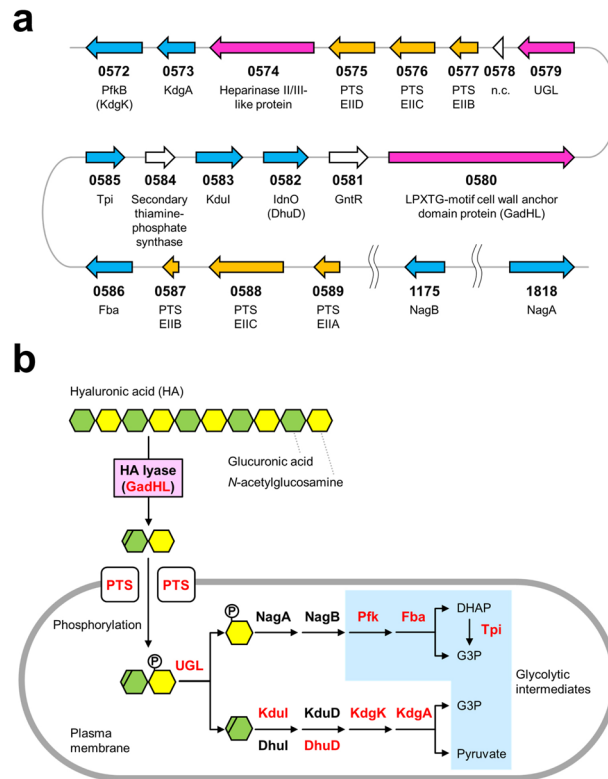 a
0572 0573 0574 0575 0576 0577 0578 0579
PfkB KdgA Heparinase II/III- PTS PTS PTS n.c. UGL
(KdgK) like protein EIID EIIC EIIB
0585 0584 0583 0582 0581 0580
Tpi Secondary KduI IdnO GntR LPXTG-motif cell wall anchor
thiamine- (DhuD) domain protein (GadHL)
phosphate
synthase
0586 0587 0588 0589 1175 1818
Fba PTS PTS PTS NagB NagA
EIIB EIIC EIIA
b
Hyaluronic acid (HA)
Glucuronic acid
N-acetylglucosamine
HA lyase
(GadHL)
PTS PTS
Phosphorylation
P
UGL
P
NagA NagB Pfk Fba DHAP
Tpi
G3P
Glycolytic
intermediates
KduI KduD KdgK KdgA G3P
DhuI DhuD
Pyruvate
Plasma
membrane